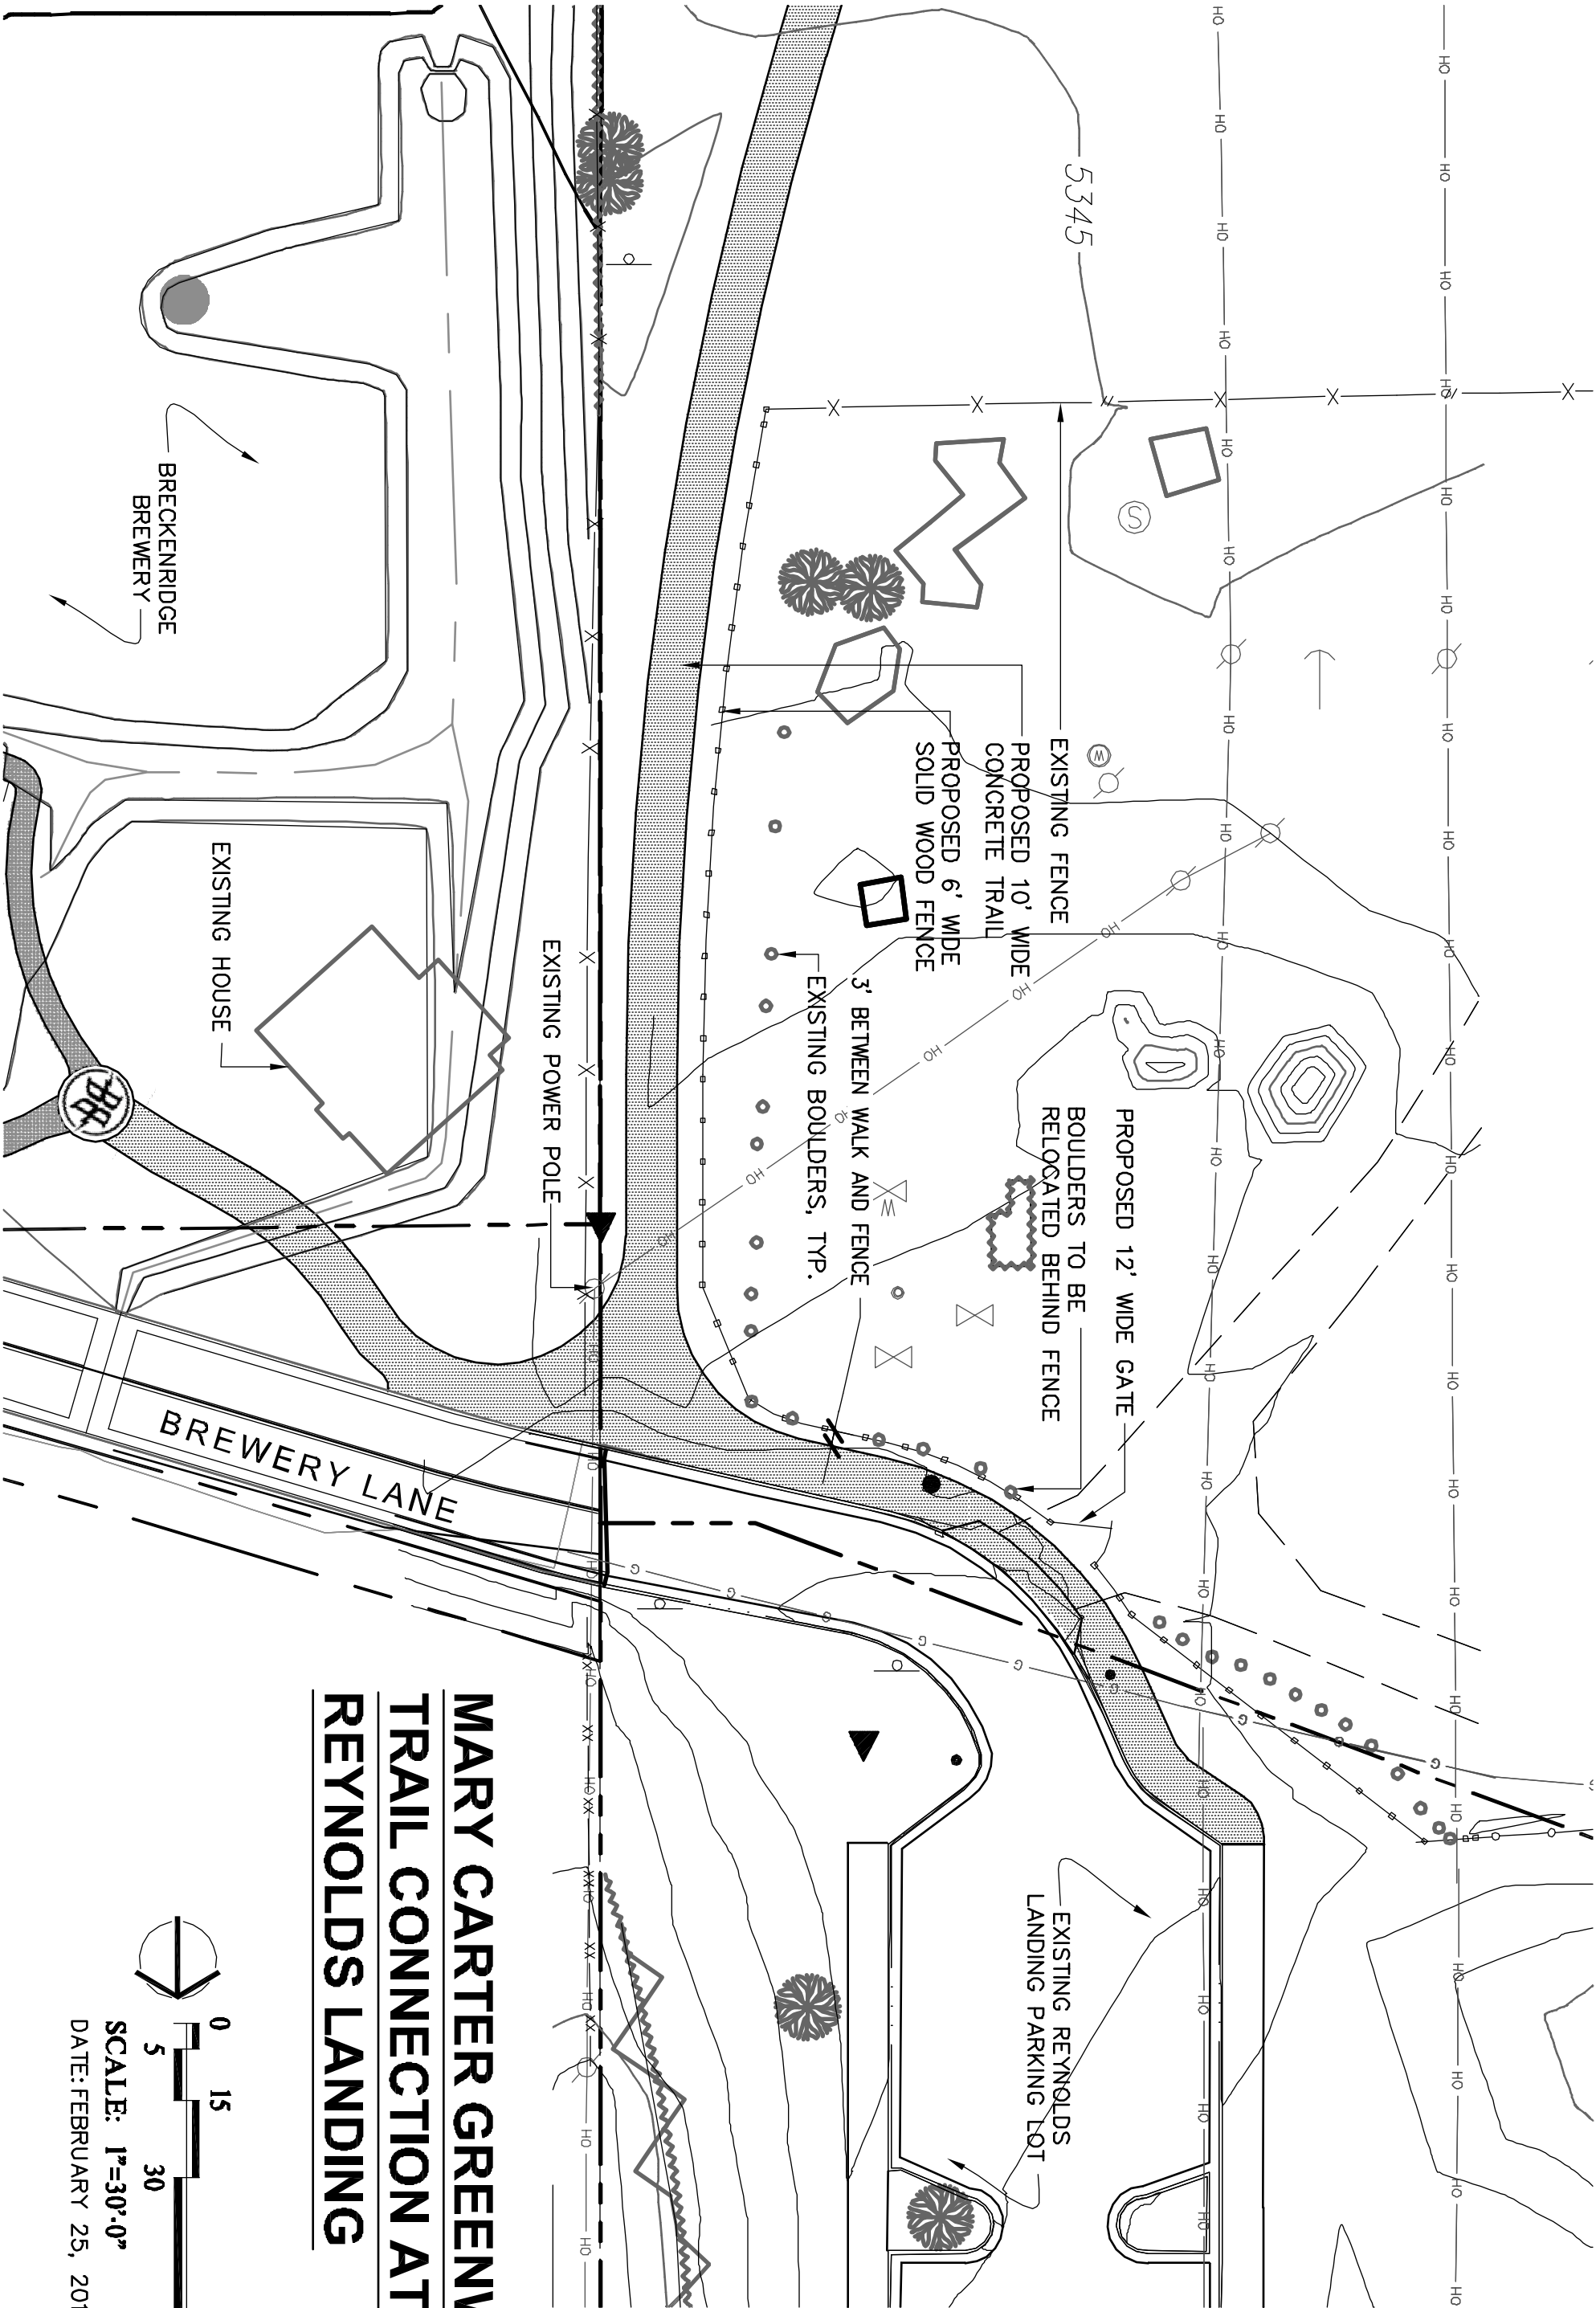 5345
EXISTING FENCE
PROPOSED 10' WIDE
CONCRETE TRAIL
PROPOSED 6' WIDE
SOLID WOOD FENCE
3' BETWEEN WALK AND FENCE
EXISTING BOULDERS, TYP.
PROPOSED 12' WIDE GATE
BOULDERS TO BE
RELOCATED BEHIND FENCE
BRECKENRIDGE
BREWERY
EXISTING HOUSE
EXISTING POWER POLE
BREWERY LANE
EXISTING REYNOLDS
LANDING PARKING LOT
S
W
OH
G
X
XX
MARY CARTER
TRAIL CONNECTION AT
REYNOLDS LANDING
0 15
5 30
SCALE: 1"=30'-0"
DATE: FEBRUARY 25,